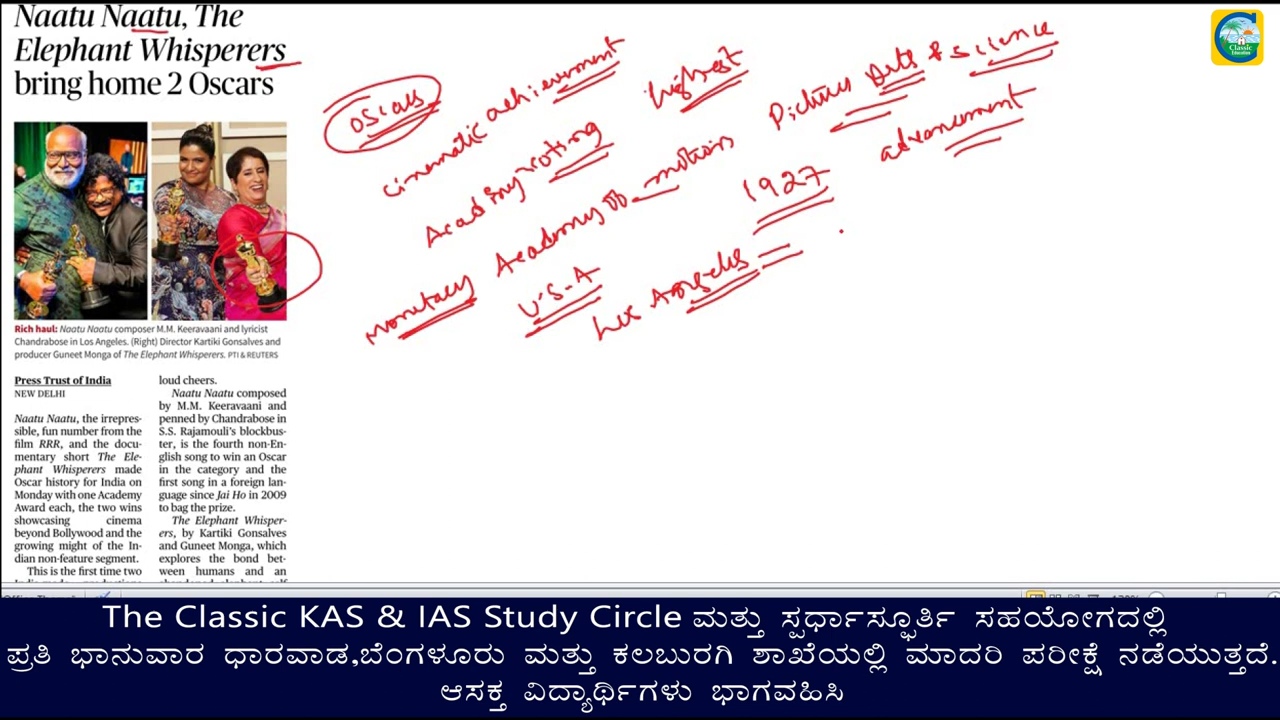 Naatu Naatu, The
Elephant Whisperers
bring home 2 Oscars
Rich haul: Naatu Naatu composer M.M. Keeravaani and lyricist
Chandrabose in Los Angeles. (Right) Director Kartiki Gonsalves and
producer Guneet Monga of The Elephant Whisperers. PTI & REUTERS
Press Trust of India
NEW DELHI
Naatu Naatu, the irrepres-
sible, fun number from the
film RRR, and the docu-
mentary short The Ele-
phant Whisperers made
Oscar history for India on
Monday with one Academy
Award each, the two wins
showcasing cinema
beyond Bollywood and the
growing might of the In-
dian non-feature segment.
This is the first time two
loud cheers.
Naatu Naatu composed
by M.M. Keeravaani and
penned by Chandrabose in
S.S. Rajamouli's blockbus-
ter, is the fourth non-En-
glish song to win an Oscar
in the category and the
first song in a foreign lan-
guage since Jai Ho in 2009
to bag the prize.
The Elephant Whisper-
ers, by Kartiki Gonsalves
and Guneet Monga, which
explores the bond bet-
ween humans and an
Oscars
cinematic achievement
highest
Academy voting
Academy of motion Pictures Arts & science
advancement
1927
monetary
U.S.A
Los Angeles
Classic
Education
The Classic KAS & IAS Study Circle ಮತ್ತು ಸ್ಪರ್ಧಾಸ್ಫೂರ್ತಿ ಸಹಯೋಗದಲ್ಲಿ
ಪ್ರತಿ ಭಾನುವಾರ ಧಾರವಾಡ,ಬೆಂಗಳೂರು ಮತ್ತು ಕಲಬುರಗಿ ಶಾಖೆಯಲ್ಲಿ ಮಾದರಿ ಪರೀಕ್ಷೆ ನಡೆಯುತ್ತದೆ.
ಆಸಕ್ತ ವಿದ್ಯಾರ್ಥಿಗಳು ಭಾಗವಹಿಸಿ